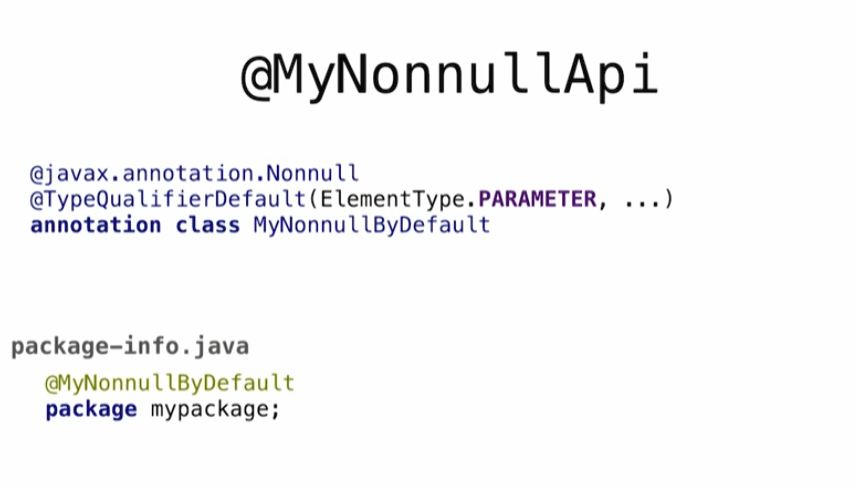 @MyNonnullApi
@javax.annotation.Nonnull
@TypeQualifierDefault(ElementType.PARAMETER, ...)
annotation class MyNonnullByDefault
package-info.java
@MyNonnullByDefault
package mypackage;